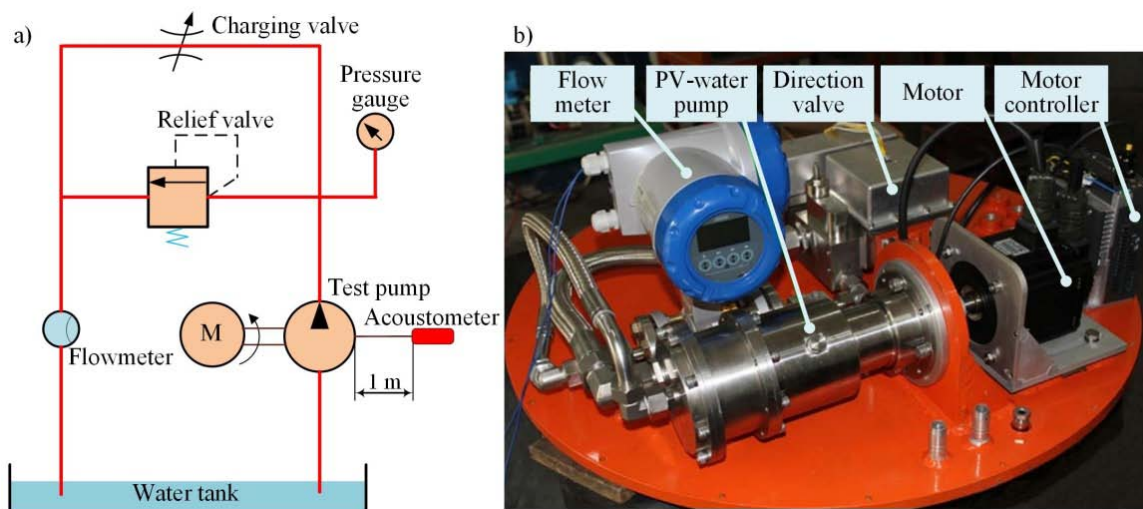 a)
Charging valve
Pressure
gauge
Relief valve
Test pump
Acoustometer
M
Flowmeter
1 m
Water tank
b)
Flow
meter
PV-water
pump
Direction
valve
Motor
Motor
controller